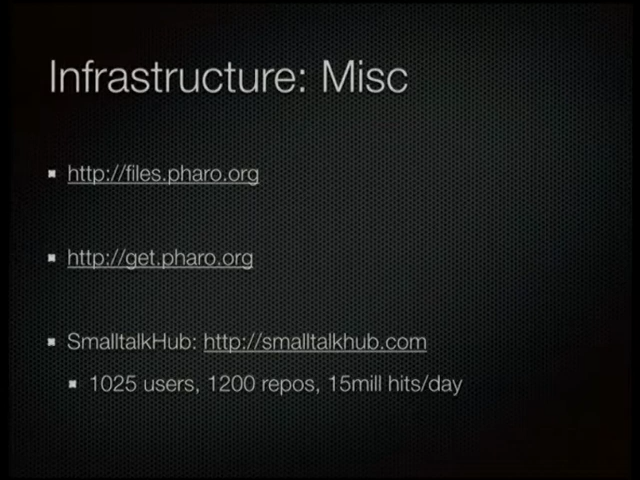 Infrastructure: Misc
http://files.pharo.org
http://get.pharo.org
SmalltalkHub: http://smalltalkhub.com
1025 users, 1200 repos, 15mill hits/day